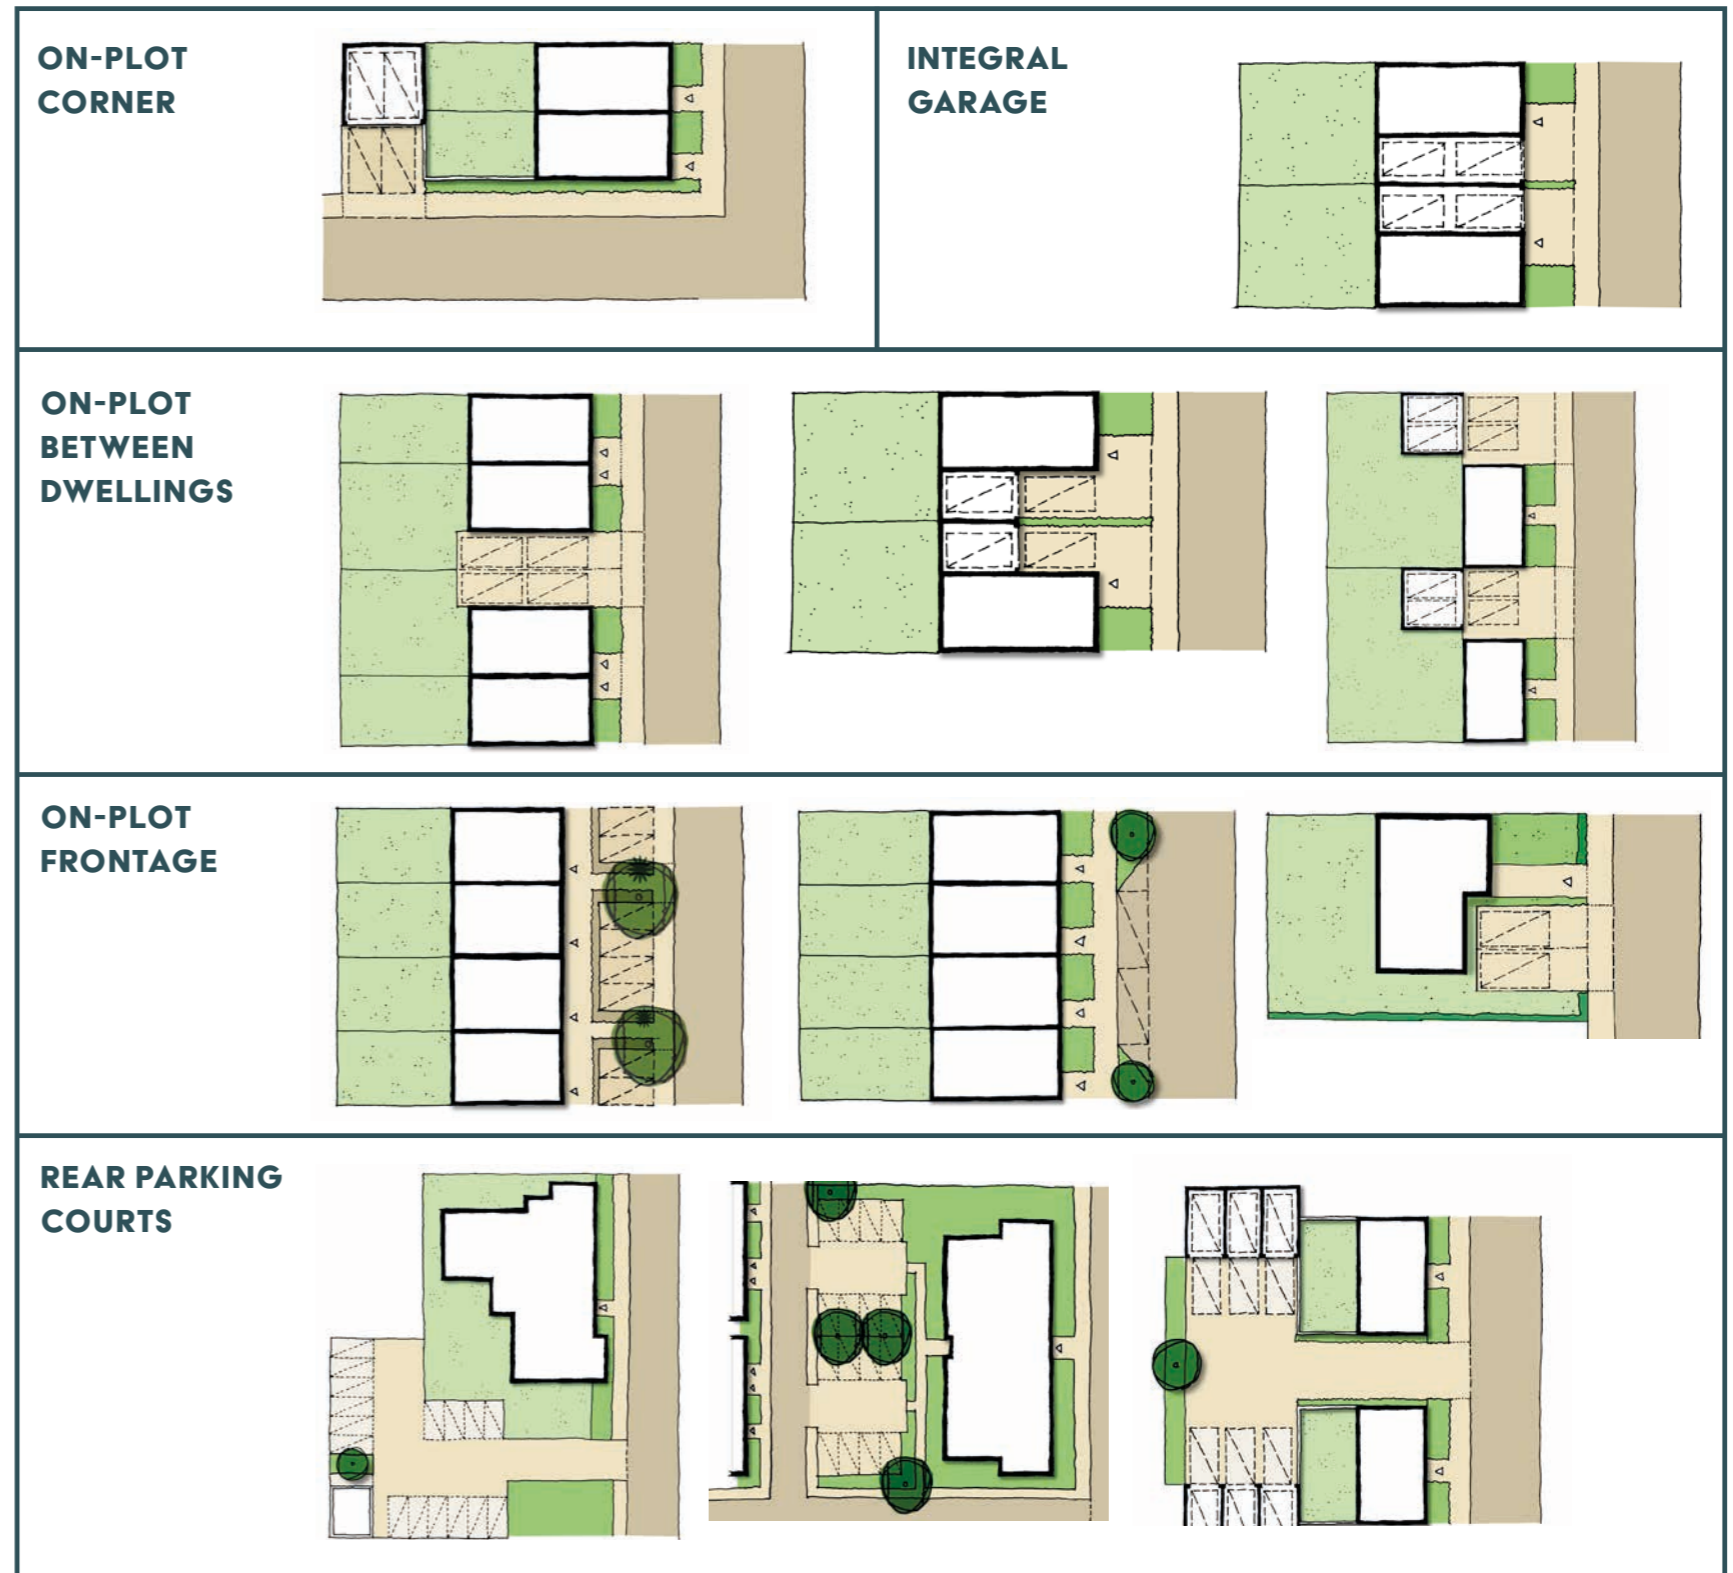 ON-PLOT
CORNER
INTEGRAL
GARAGE
ON-PLOT
BETWEEN
DWELLINGS
ON-PLOT
FRONTAGE
REAR PARKING
COURTS